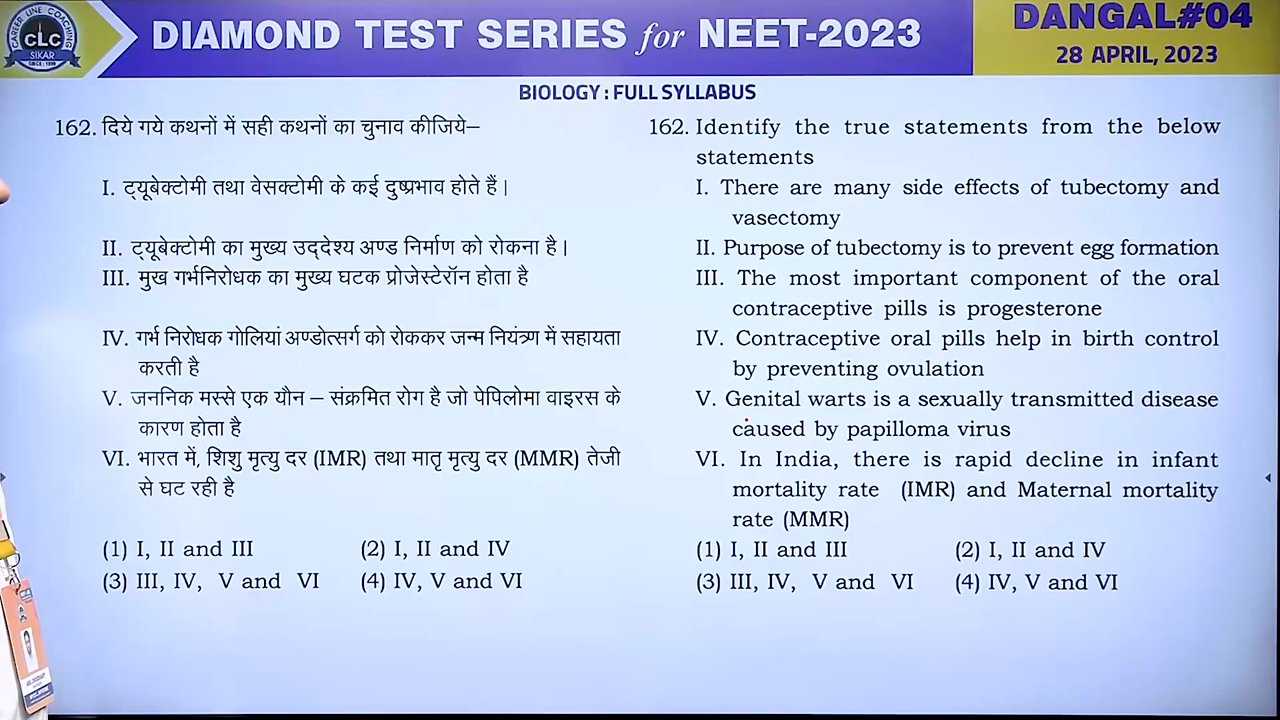 CAREER LINE COACHING
CLC
SIKAR
SINCE : 1996
DIAMOND TEST SERIES for NEET-2023
DANGAL#04
28 APRIL, 2023
BIOLOGY : FULL SYLLABUS
162. दिये गये कथनों में सही कथनों का चुनाव कीजिये–
I. ट्यूबेक्टोमी तथा वेसक्टोमी के कई दुष्प्रभाव होते हैं।
II. ट्यूबेक्टोमी का मुख्य उद्देश्य अण्ड निर्माण को रोकना है।
III. मुख गर्भनिरोधक का मुख्य घटक प्रोजेस्टेरॉन होता है
IV. गर्भ निरोधक गोलियां अण्डोत्सर्ग को रोककर जन्म नियंत्रण में सहायता
करती है
V. जननिक मस्से एक यौन – संक्रमित रोग है जो पेपिलोमा वाइरस के
कारण होता है
VI. भारत में, शिशु मृत्यु दर (IMR) तथा मातृ मृत्यु दर (MMR) तेजी
से घट रही है
(1) I, II and III (2) I, II and IV
(3) III, IV, V and VI (4) IV, V and VI
162. Identify the true statements from the below
statements
I. There are many side effects of tubectomy and
vasectomy
II. Purpose of tubectomy is to prevent egg formation
III. The most important component of the oral
contraceptive pills is progesterone
IV. Contraceptive oral pills help in birth control
by preventing ovulation
V. Genital warts is a sexually transmitted disease
caused by papilloma virus
VI. In India, there is rapid decline in infant
mortality rate (IMR) and Maternal mortality
rate (MMR)
(1) I, II and III (2) I, II and IV
(3) III, IV, V and VI (4) IV, V and VI